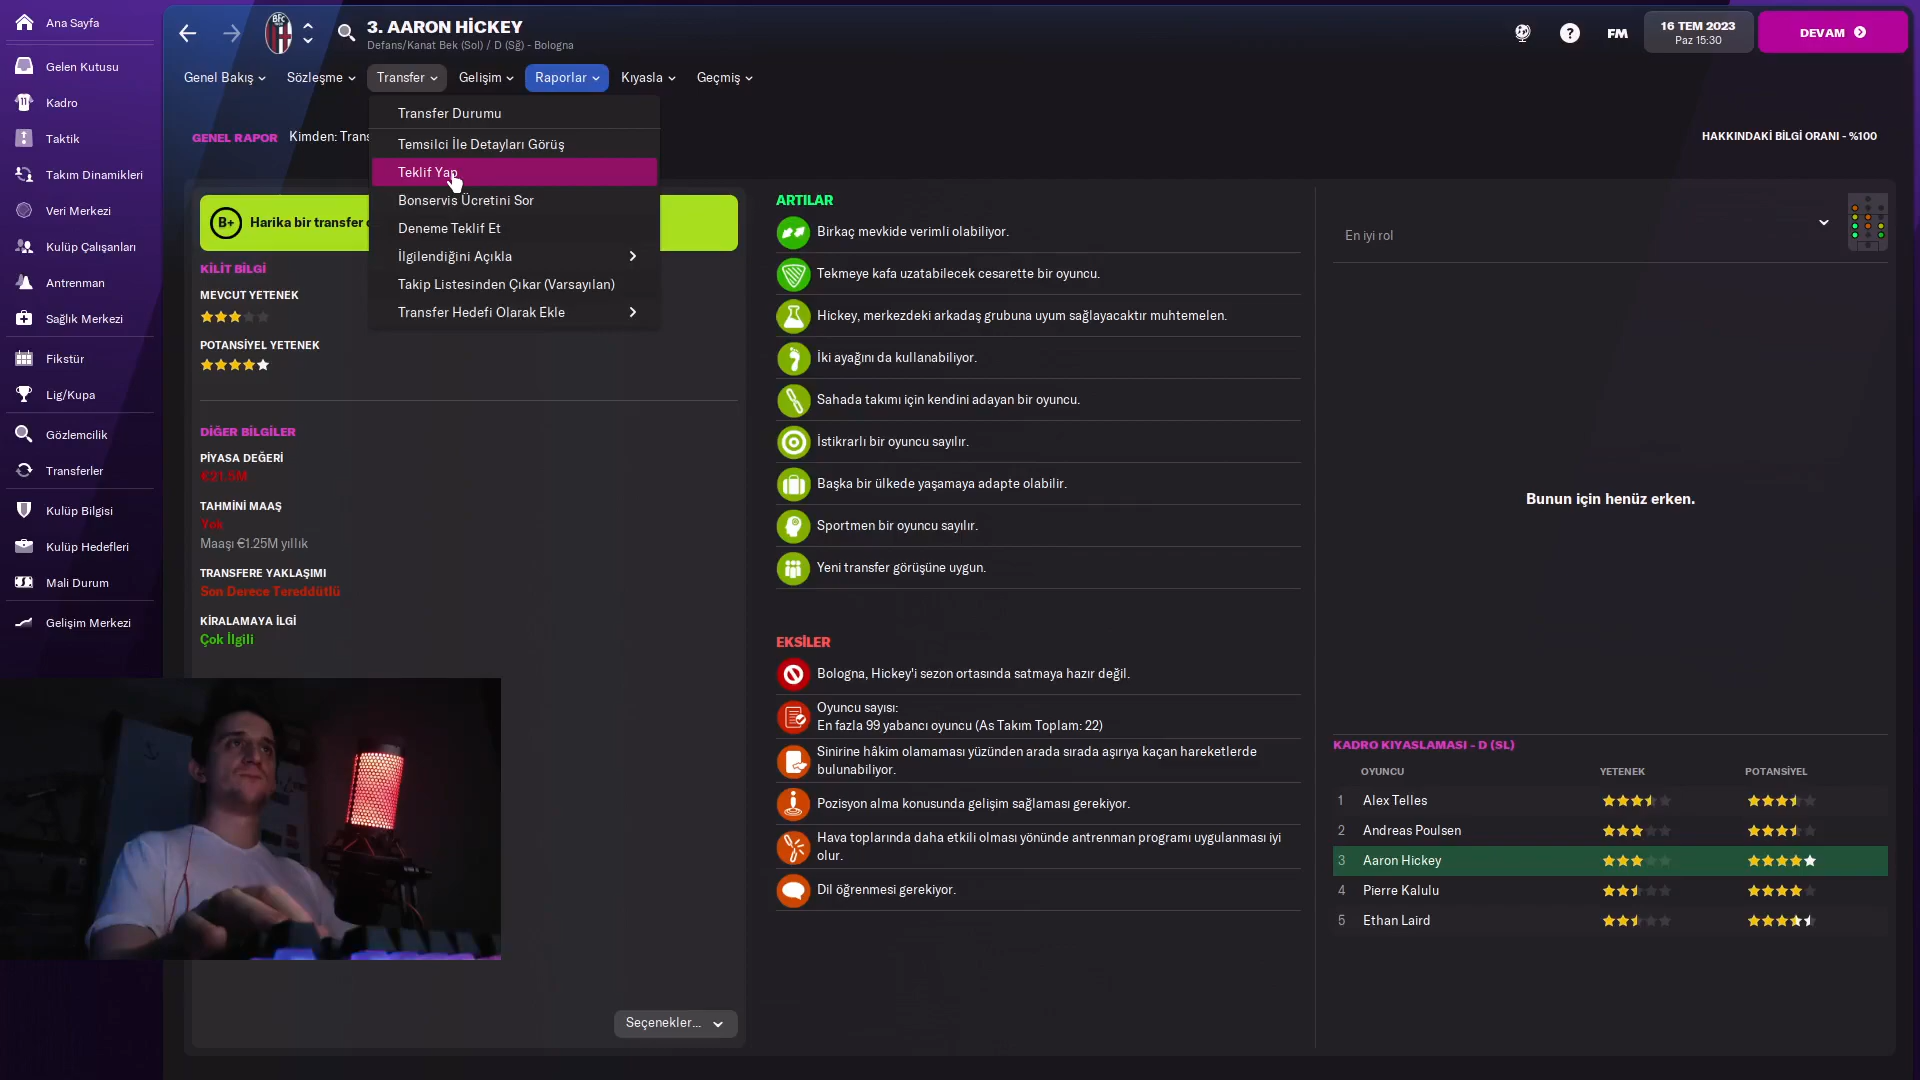 Ana Sayfa
Gelen Kutusu
Kadro
Taktik
Takım Dinamikleri
Veri Merkezi
Kulüp Çalışanları
Antrenman
Sağlık Merkezi
Fikstür
Lig/Kupa
Gözlemcilik
Transferler
Kulüp Bilgisi
Kulüp Hedefleri
Mali Durum
Gelişim Merkezi
BFC
3. AARON HİCKEY
Defans/Kanat Bek (Sol) / D (Sğ) - Bologna
FM
16 TEM 2023
Paz 15:30
DEVAM
Genel Bakış
Sözleşme
Transfer
Gelişim
Raporlar
Kıyasla
Geçmiş
Transfer Durumu
Temsilci İle Detayları Görüş
Teklif Yap
Bonservis Ücretini Sor
Deneme Teklif Et
İlgilendiğini Açıkla
Takip Listesinden Çıkar (Varsayılan)
Transfer Hedefi Olarak Ekle
GENEL RAPOR Kimden: Trans
HAKKINDAKİ BİLGİ ORANI - %100
B+ Harika bir transfer
KİLİT BİLGİ
MEVCUT YETENEK
POTANSİYEL YETENEK
DİĞER BİLGİLER
PİYASA DEĞERİ
€21.5M
TAHMİNİ MAAŞ
Yok
Maaşı €1.25M yıllık
TRANSFERE YAKLAŞIMI
Son Derece Tereddütlü
KİRALAMAYA İLGİ
Çok İlgili
Seçenekler...
ARTILAR
Birkaç mevkide verimli olabiliyor.
Tekmeye kafa uzatabilecek cesarette bir oyuncu.
Hickey, merkezdeki arkadaş grubuna uyum sağlayacaktır muhtemelen.
İki ayağını da kullanabiliyor.
Sahada takımı için kendini adayan bir oyuncu.
İstikrarlı bir oyuncu sayılır.
Başka bir ülkede yaşamaya adapte olabilir.
Sportmen bir oyuncu sayılır.
Yeni transfer görüşüne uygun.
EKSİLER
Bologna, Hickey'i sezon ortasında satmaya hazır değil.
Oyuncu sayısı:
En fazla 99 yabancı oyuncu (As Takım Toplam: 22)
Sinirine hâkim olamaması yüzünden arada sırada aşırıya kaçan hareketlerde
bulunabiliyor.
Pozisyon alma konusunda gelişim sağlaması gerekiyor.
Hava toplarında daha etkili olması yönünde antrenman programı uygulanması iyi
olur.
Dil öğrenmesi gerekiyor.
En iyi rol
Bunun için henüz erken.
KADRO KIYASLAMASI - D (SL)
OYUNCU YETENEK POTANSİYEL
1 Alex Telles
2 Andreas Poulsen
3 Aaron Hickey
4 Pierre Kalulu
5 Ethan Laird